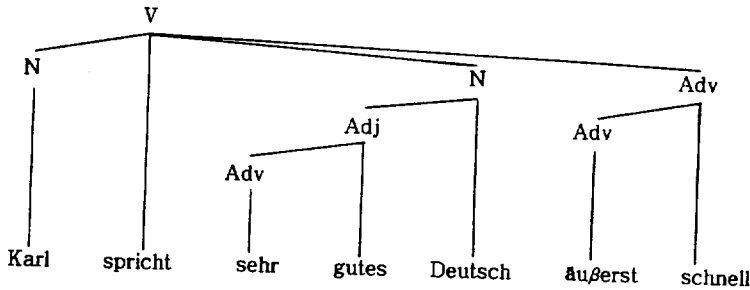 V
N N Adv
Adj Adv
Adv
Karl spricht sehr gutes Deutsch äußerst schnell